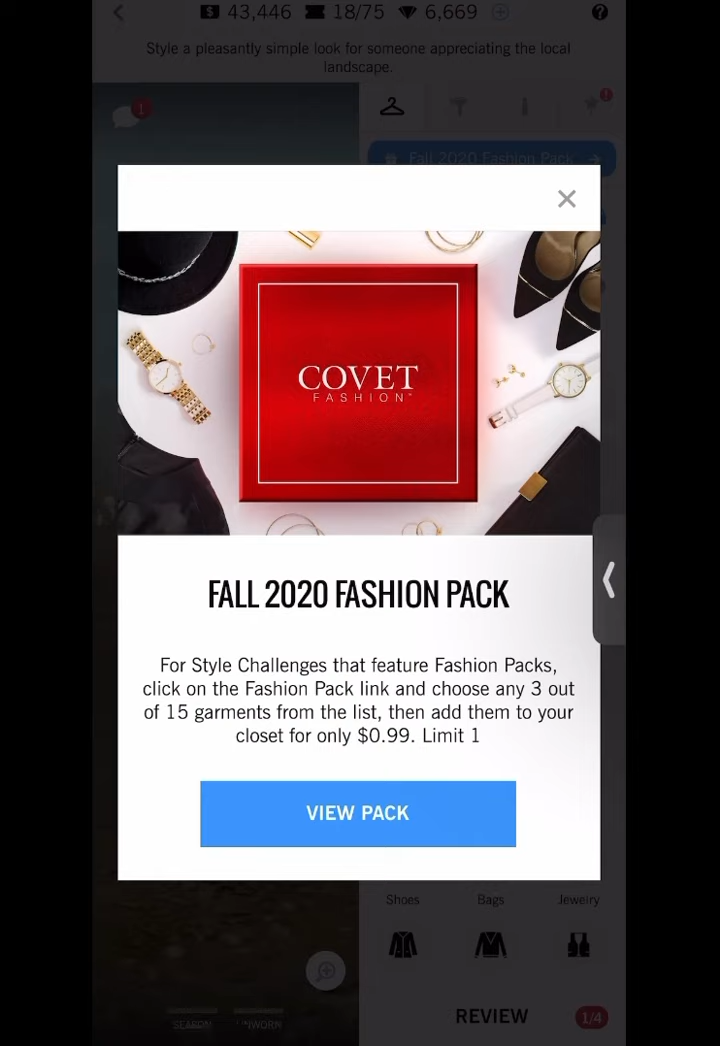 43,446 18/75 6,669
Style a pleasantly simple look for someone appreciating the local
landscape.
1
Fall 2020 Fashion Pack
COVET
FASHION™
FALL 2020 FASHION PACK
For Style Challenges that feature Fashion Packs,
click on the Fashion Pack link and choose any 3 out
of 15 garments from the list, then add them to your
closet for only $0.99. Limit 1
VIEW PACK
Shoes Bags Jewelry
REVIEW 1/4